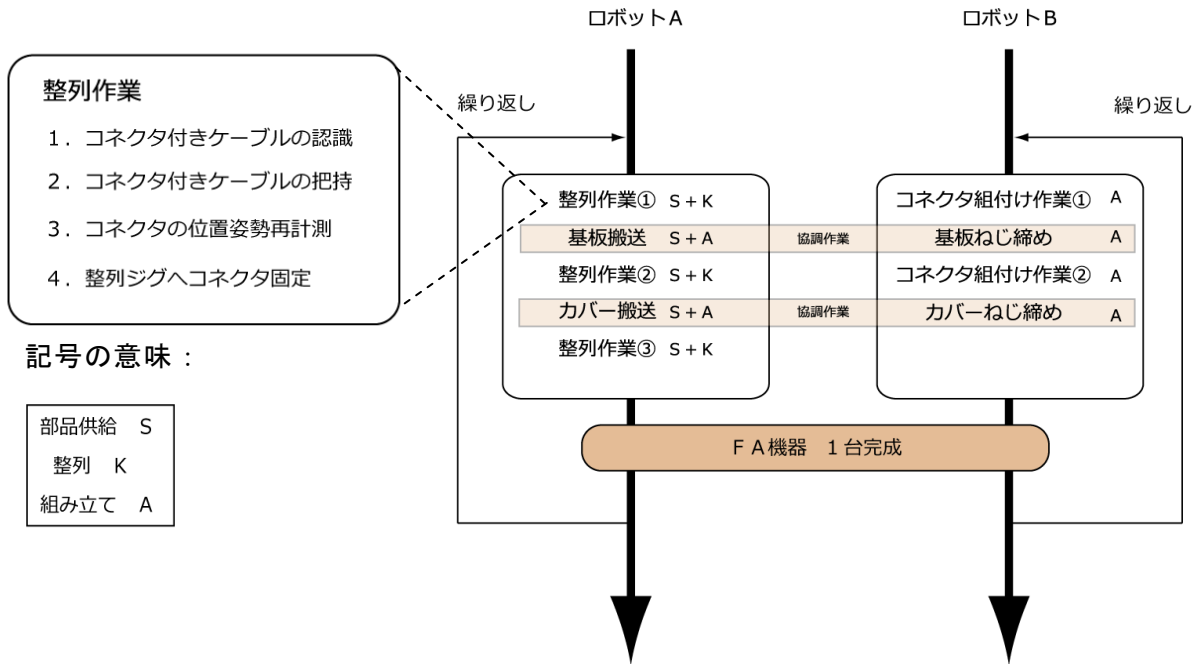 ロボットA
ロボットB
整列作業
1．コネクタ付きケーブルの認識
2．コネクタ付きケーブルの把持
3．コネクタの位置姿勢再計測
4．整列ジグへコネクタ固定
繰り返し
繰り返し
整列作業① S+K
コネクタ組付け作業① A
基板搬送 S+A
協調作業
基板ねじ締め A
整列作業② S+K
コネクタ組付け作業② A
カバー搬送 S+A
協調作業
カバーねじ締め A
整列作業③ S+K
記号の意味：
部品供給 S
整列 K
組み立て A
ＦＡ機器 1台完成